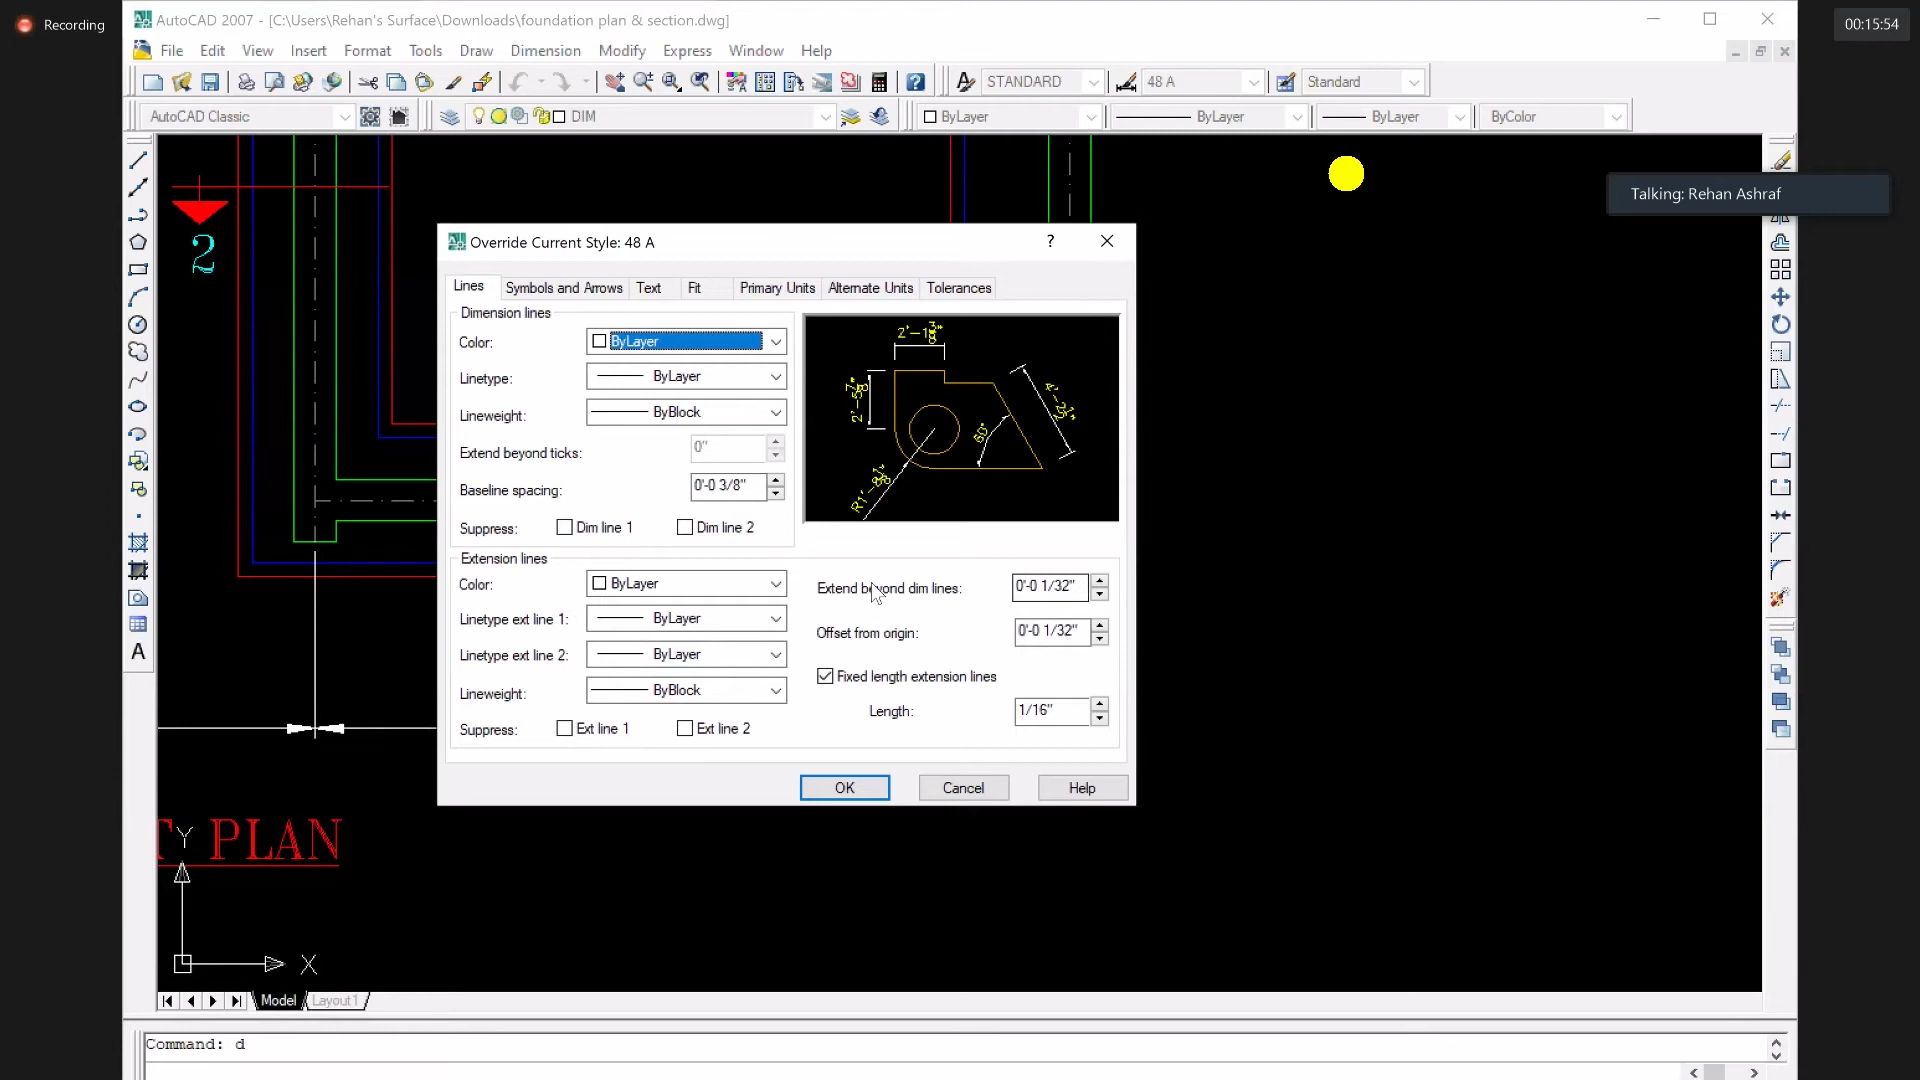 Recording
AutoCAD 2007 - [C:\Users\Rehan's Surface\Downloads\foundation plan & section.dwg]
00:15:54
File Edit View Insert Format Tools Draw Dimension Modify Express Window Help
STANDARD 48 A Standard
AutoCAD Classic DIM ByLayer ByLayer ByLayer ByColor
Talking: Rehan Ashraf
2
Override Current Style: 48 A
Lines Symbols and Arrows Text Fit Primary Units Alternate Units Tolerances
Dimension lines
Color: ByLayer
Linetype: ByLayer
Lineweight: ByBlock
Extend beyond ticks: 0"
Baseline spacing: 0'-0 3/8"
Suppress: Dim line 1 Dim line 2
60°
Extension lines
Color: ByLayer
Linetype ext line 1: ByLayer
Linetype ext line 2: ByLayer
Lineweight: ByBlock
Suppress: Ext line 1 Ext line 2
Extend beyond dim lines: 0'-0 1/32"
Offset from origin: 0'-0 1/32"
Fixed length extension lines
Length: 1/16"
OK Cancel Help
PLAN
Y
X
Model Layout1
Command: d